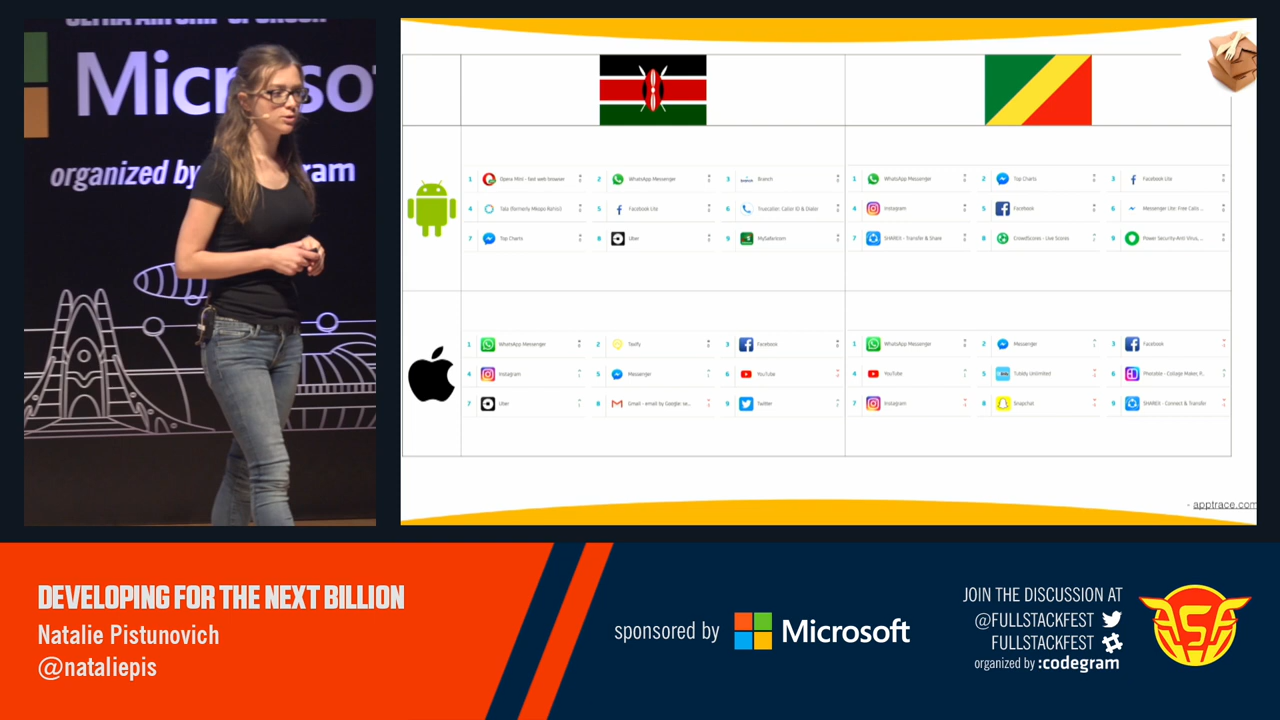 Microso
organized by
ram
1 Opera Mini - fast web browser
2 WhatsApp Messenger
3 Branch
4 Tala (formerly Mkopo Rahisi)
5 Facebook Lite
6 Truecaller: Caller ID & Dialer
7 Top Charts
8 Uber
9 MySafaricom
1 WhatsApp Messenger
2 Top Charts
3 Facebook Lite
4 Instagram
5 Facebook
6 Messenger Lite: Free Calls ...
7 SHAREit - Transfer & Share
8 CrowdScores - Live Scores
9 Power Security-Anti Virus, ...
1 WhatsApp Messenger
2
3 Facebook
4 Instagram
5 Messenger
6 YouTube
7 Uber
8 Gmail - email by Google: se...
9 Twitter
1 WhatsApp Messenger
2 Messenger
3 Facebook
4 YouTube
5 Tubidy Unlimited
6 Photable - Collage Maker, P...
7 Instagram
8 Snapchat
9 SHAREit - Connect & Transfer
- apptrace.com
DEVELOPING FOR THE NEXT BILLION
Natalie Pistunovich
@nataliepis
sponsored by Microsoft
JOIN THE DISCUSSION AT
@FULLSTACKFEST
FULLSTACKFEST
organized by :codegram
FSF